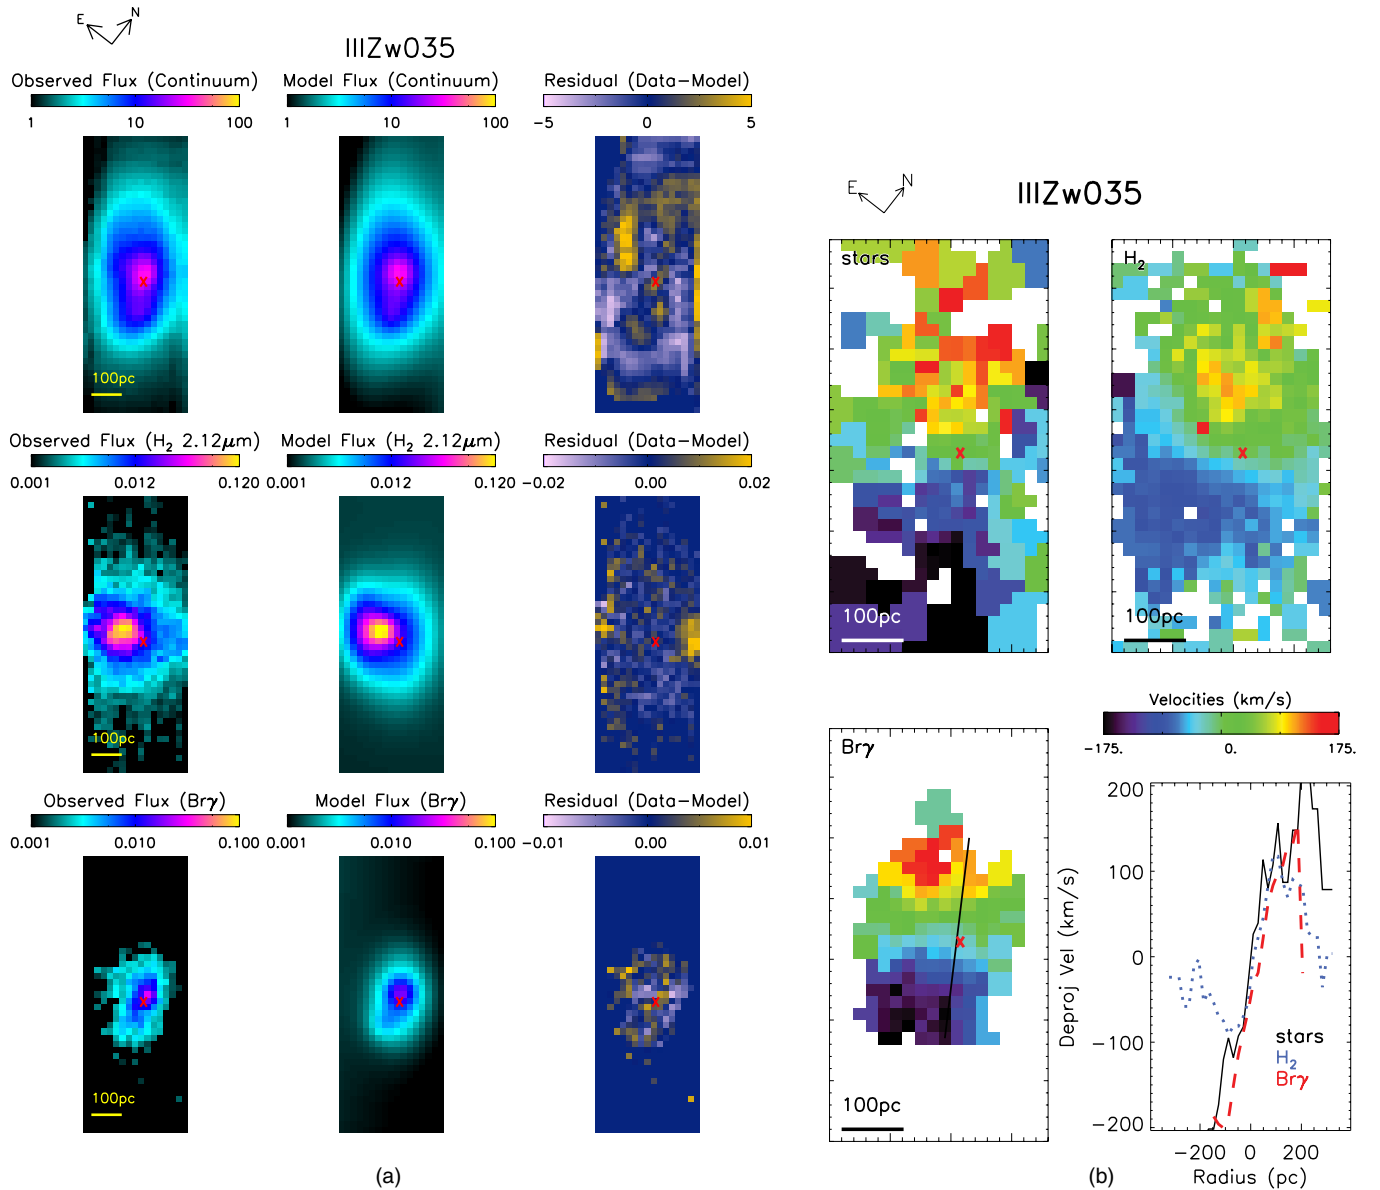 E N
IIIZw035
Observed Flux (Continuum) Model Flux (Continuum) Residual (Data-Model)
1 10 100 1 10 100 -5 0 5
x x x
100pc
Observed Flux (H₂ 2.12μm) Model Flux (H₂ 2.12μm) Residual (Data-Model)
0.001 0.012 0.120 0.001 0.012 0.120 -0.02 0.00 0.02
x x x
100pc
Observed Flux (Brγ) Model Flux (Brγ) Residual (Data-Model)
0.001 0.010 0.100 0.001 0.010 0.100 -0.01 0.00 0.01
x x x
100pc
(a)
E N
IIIZw035
stars H₂
x x
100pc 100pc
Velocities (km/s)
-175. 0. 175.
Brγ
x
100pc
Deproj Vel (km/s)
200
100
0
-100
-200
stars
H₂
Brγ
-200 0 200
Radius (pc)
(b)